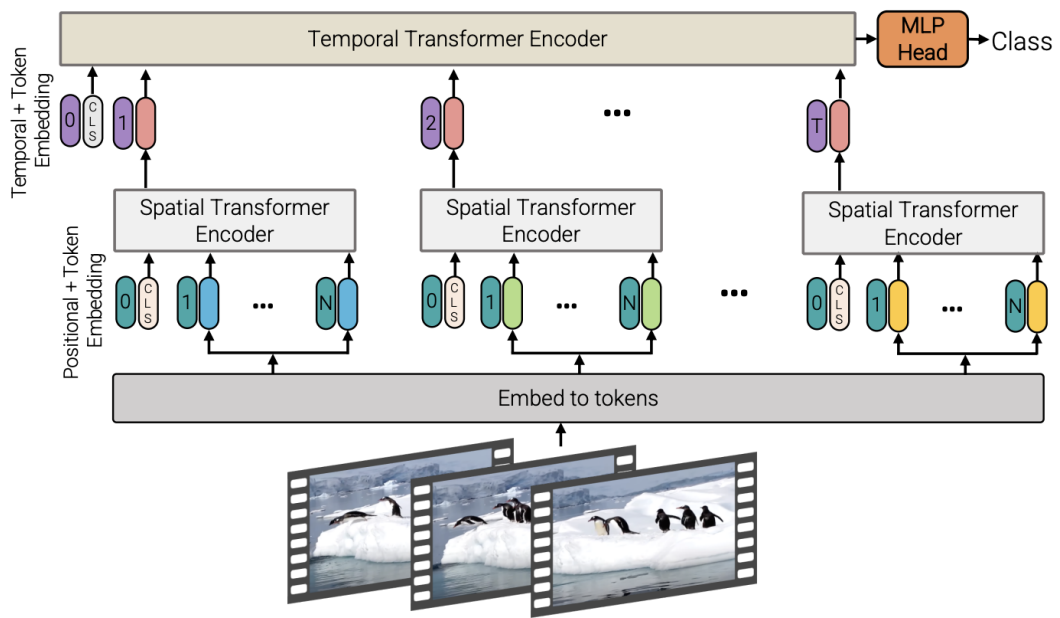 Temporal Transformer Encoder
MLP
Head
Class
Temporal + Token
Embedding
0
CLS
1
2
...
T
Spatial Transformer
Encoder
Spatial Transformer
Encoder
Spatial Transformer
Encoder
Positional + Token
Embedding
0
CLS
1
...
N
0
CLS
1
...
N
...
0
CLS
1
...
N
Embed to tokens